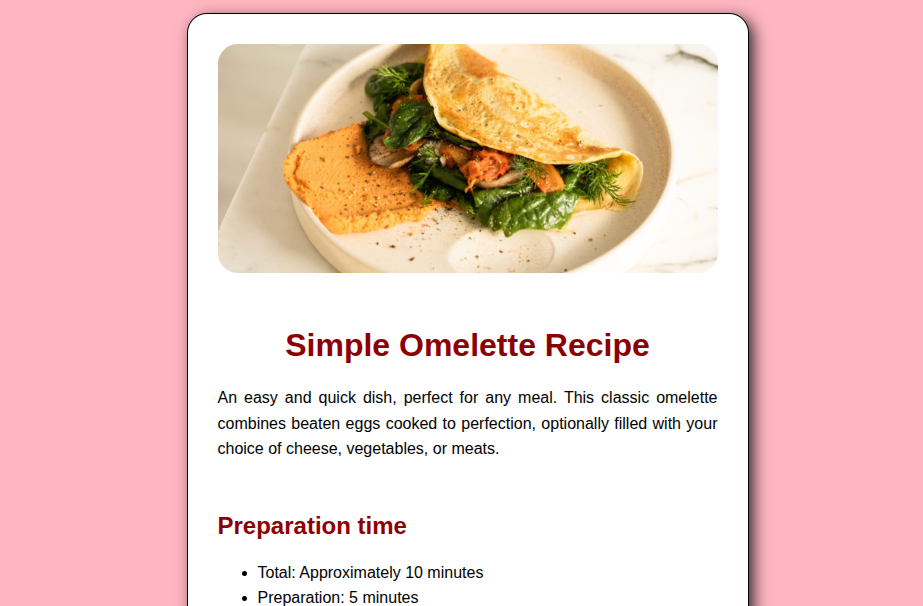 Simple Omelette Recipe
An easy and quick dish, perfect for any meal. This classic omelette
combines beaten eggs cooked to perfection, optionally filled with your
choice of cheese, vegetables, or meats.
Preparation time
• Total: Approximately 10 minutes
• Preparation: 5 minutes